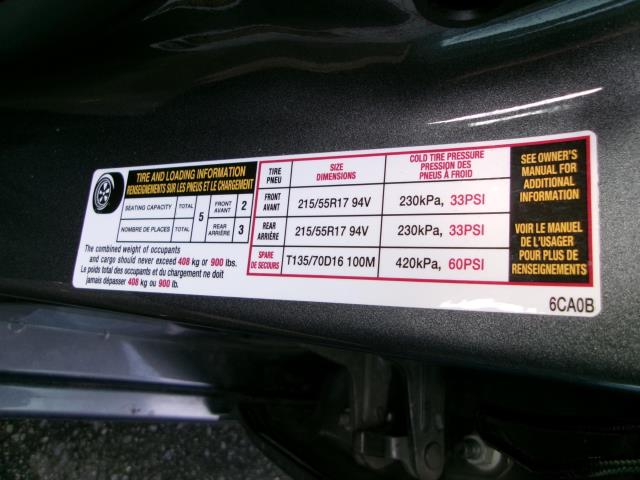 TIRE AND LOADING INFORMATION
RENSEIGNEMENTS SUR LES PNEUS ET LE CHARGEMENT
SEATING CAPACITY TOTAL 5 FRONT AVANT 2
NOMBRE DE PLACES TOTAL REAR ARRIÈRE 3
The combined weight of occupants
and cargo should never exceed 408 kg or 900 lbs.
Le poids total des occupants et du chargement ne doit
jamais dépasser 408 kg ou 900 lb.
TIRE PNEU
SIZE DIMENSIONS
COLD TIRE PRESSURE
PRESSION DES
PNEUS À FROID
FRONT AVANT 215/55R17 94V 230kPa, 33PSI
REAR ARRIÈRE 215/55R17 94V 230kPa, 33PSI
SPARE DE SECOURS T135/70D16 100M 420kPa, 60PSI
SEE OWNER'S
MANUAL FOR
ADDITIONAL
INFORMATION
VOIR LE MANUEL
DE L'USAGER
POUR PLUS DE
RENSEIGNEMENTS
6CA0B